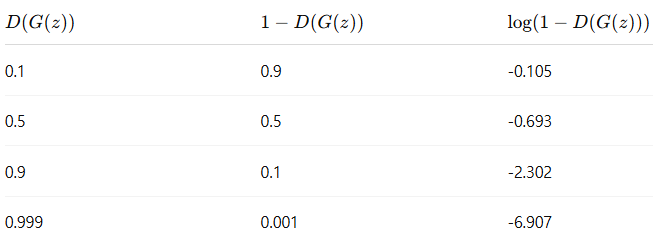 D(G(z)) 1 − D(G(z)) log(1 − D(G(z)))
0.1 0.9 -0.105
0.5 0.5 -0.693
0.9 0.1 -2.302
0.999 0.001 -6.907